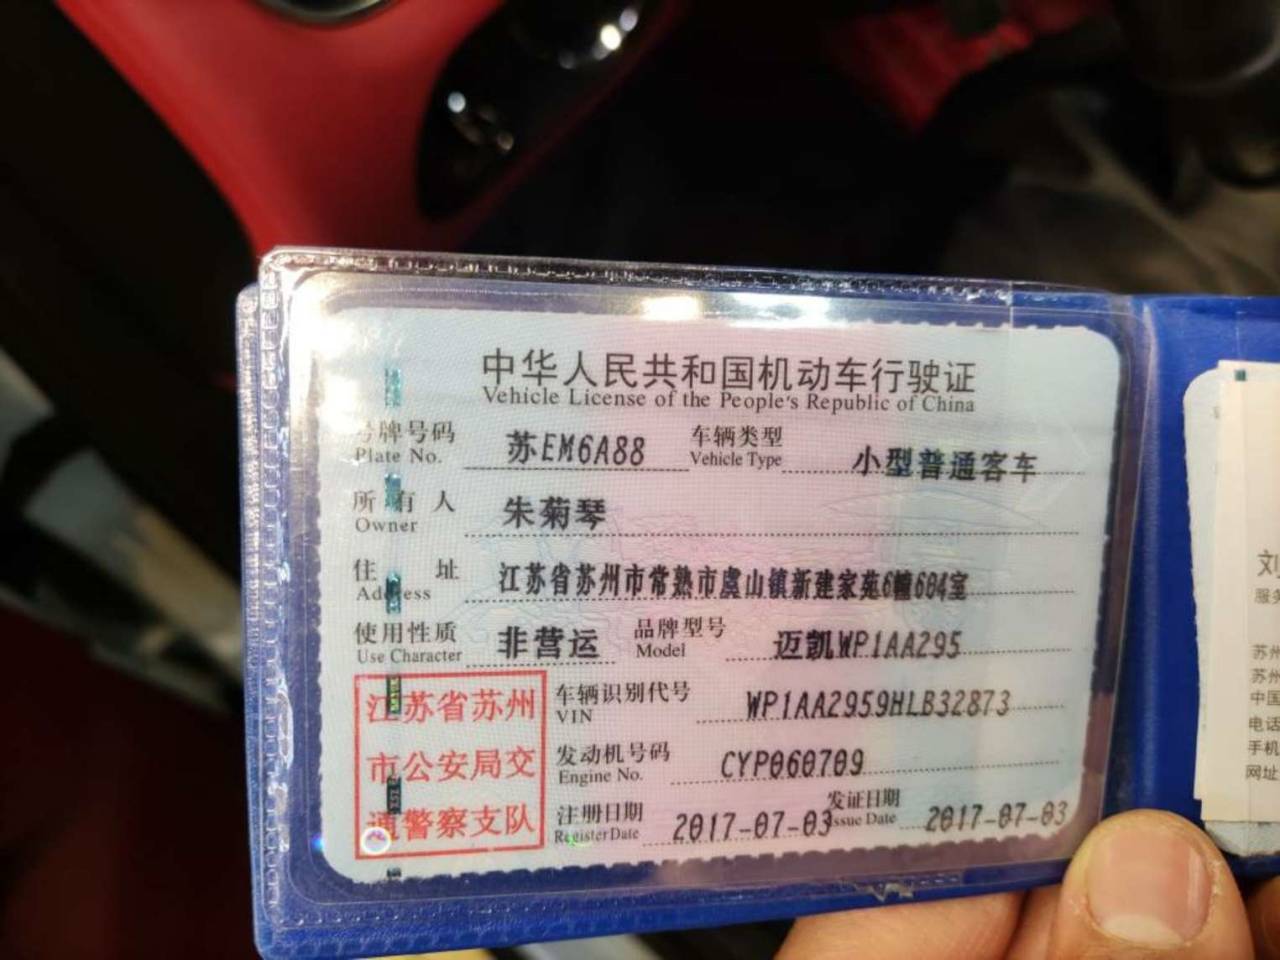 中华人民共和国机动车行驶证
Vehicle License of the People's Republic of China
号牌号码 苏EM6A88 车辆类型 小型普通客车
Plate No. Vehicle Type
所有人 朱菊琴
Owner
住址 江苏省苏州市常熟市虞山镇新建家苑6幢604室
Address
使用性质 非营运 品牌型号 迈凯WP1AA295
Use Character Model
江苏省苏州
市公安局交
通警察支队
车辆识别代号 WP1AA2959HLB32873
VIN
发动机号码 CYP060709
Engine No.
注册日期 2017-07-03 发证日期 2017-07-03
Register Date Issue Date
刘
服务
苏州
苏州
中国
电话
手机
网址